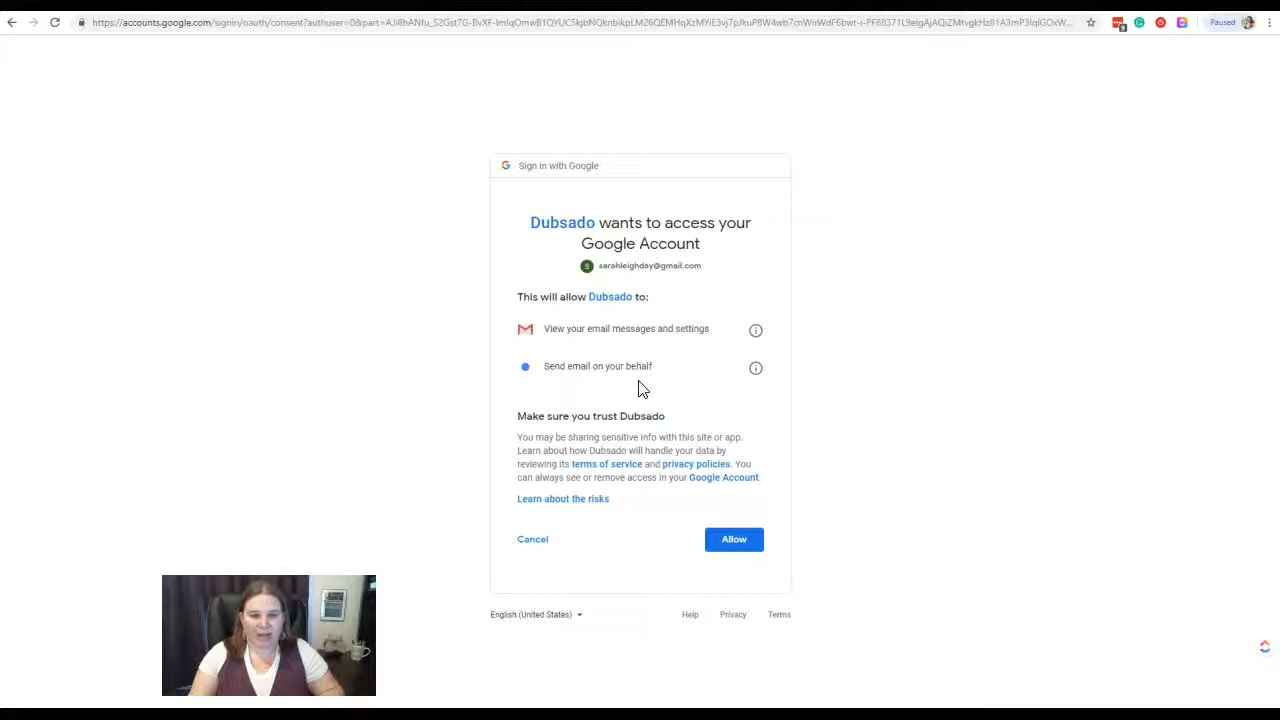 Paused
Sign in with Google
Dubsado wants to access your
Google Account
S sarahleighday@gmail.com
This will allow Dubsado to:
View your email messages and settings
Send email on your behalf
Make sure you trust Dubsado
You may be sharing sensitive info with this site or app.
Learn about how Dubsado will handle your data by
reviewing its terms of service and privacy policies. You
can always see or remove access in your Google Account.
Learn about the risks
Cancel Allow
English (United States) Help Privacy Terms